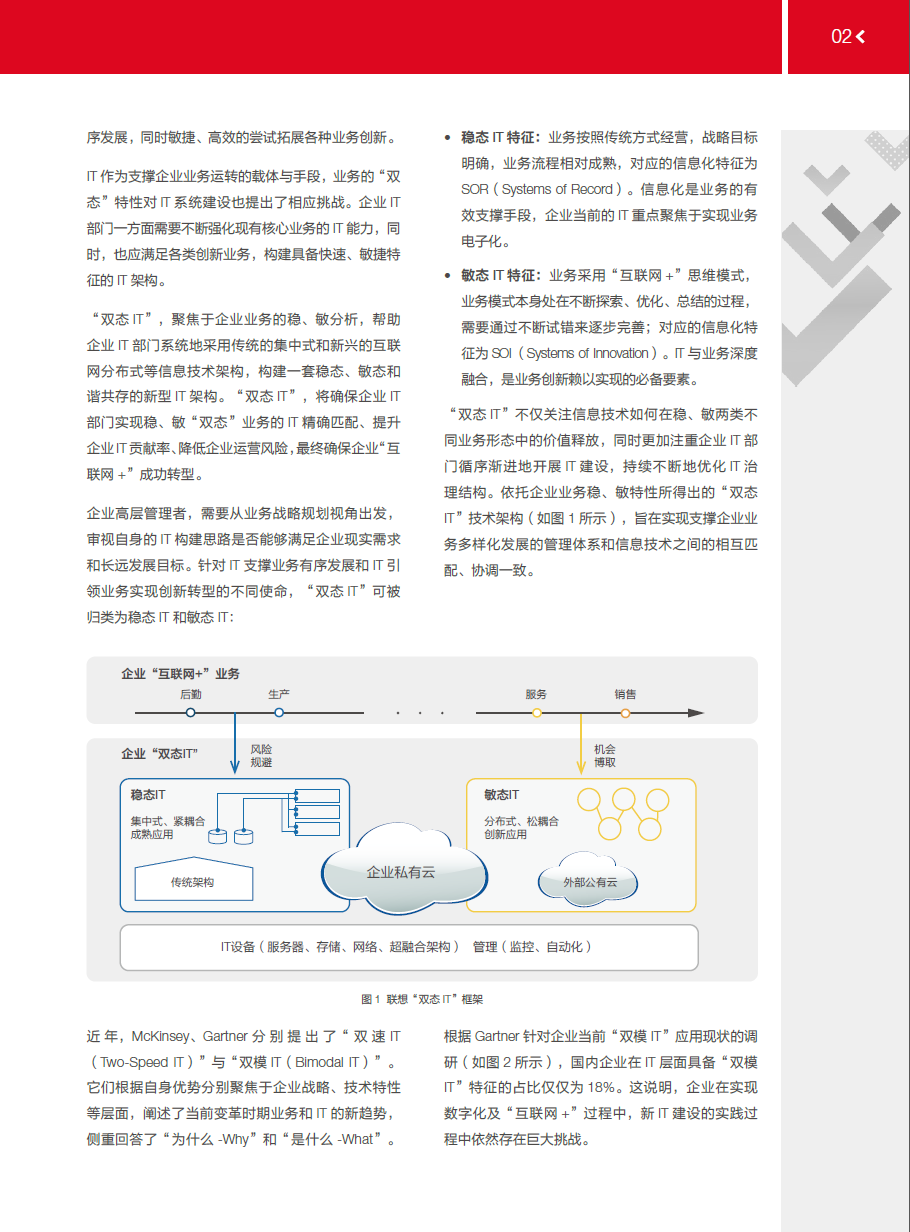 02
序发展，同时敏捷、高效的尝试拓展各种业务创新。
IT 作为支撑企业业务运转的载体与手段，业务的“双
态”特性对 IT 系统建设也提出了相应挑战。企业 IT
部门一方面需要不断强化现有核心业务的 IT 能力，同
时，也应满足各类创新业务，构建具备快速、敏捷特
征的 IT 架构。
“双态 IT”，聚焦于企业业务的稳、敏分析，帮助
企业 IT 部门系统地采用传统的集中式和新兴的互联
网分布式等信息技术架构，构建一套稳态、敏态和
谐共存的新型 IT 架构。“双态 IT”，将确保企业 IT
部门实现稳、敏“双态”业务的 IT 精确匹配、提升
企业 IT 贡献率、降低企业运营风险，最终确保企业“互
联网 +”成功转型。
企业高层管理者，需要从业务战略规划视角出发，
审视自身的 IT 构建思路是否能够满足企业现实需求
和长远发展目标。针对 IT 支撑业务有序发展和 IT 引
领业务实现创新转型的不同使命，“双态 IT”可被
归类为稳态 IT 和敏态 IT：
• 稳态 IT 特征：业务按照传统方式经营，战略目标
明确，业务流程相对成熟，对应的信息化特征为
SOR（Systems of Record）。信息化是业务的有
效支撑手段，企业当前的 IT 重点聚焦于实现业务
电子化。
• 敏态 IT 特征：业务采用“互联网 +”思维模式，
业务模式本身处在不断探索、优化、总结的过程，
需要通过不断试错来逐步完善；对应的信息化特
征为 SOI（Systems of Innovation）。IT 与业务深度
融合，是业务创新赖以实现的必备要素。
“双态 IT”不仅关注信息技术如何在稳、敏两类不
同业务形态中的价值释放，同时更加注重企业 IT 部
门循序渐进地开展 IT 建设，持续不断地优化 IT 治
理结构。依托企业业务稳、敏特性所得出的“双态
IT”技术架构（如图 1 所示），旨在实现支撑企业业
务多样化发展的管理体系和信息技术之间的相互匹
配、协调一致。
企业“互联网+”业务
后勤 生产 · · · 服务 销售
企业“双态IT”
风险
规避
机会
博取
稳态IT
集中式、紧耦合
成熟应用
传统架构
企业私有云
敏态IT
分布式、松耦合
创新应用
外部公有云
IT设备（服务器、存储、网络、超融合架构） 管理（监控、自动化）
图 1 联想“双态 IT”框架
近年，McKinsey、Gartner 分别提出了“双速 IT
（Two-Speed IT）”与“双模 IT（Bimodal IT）”。
它们根据自身优势分别聚焦于企业战略、技术特性
等层面，阐述了当前变革时期业务和 IT 的新趋势，
侧重回答了“为什么 -Why”和“是什么 -What”。
根据 Gartner 针对企业当前“双模 IT”应用现状的调
研（如图 2 所示），国内企业在 IT 层面具备“双模
IT”特征的占比仅仅为 18%。这说明，企业在实现
数字化及“互联网 +”过程中，新 IT 建设的实践过
程中依然存在巨大挑战。